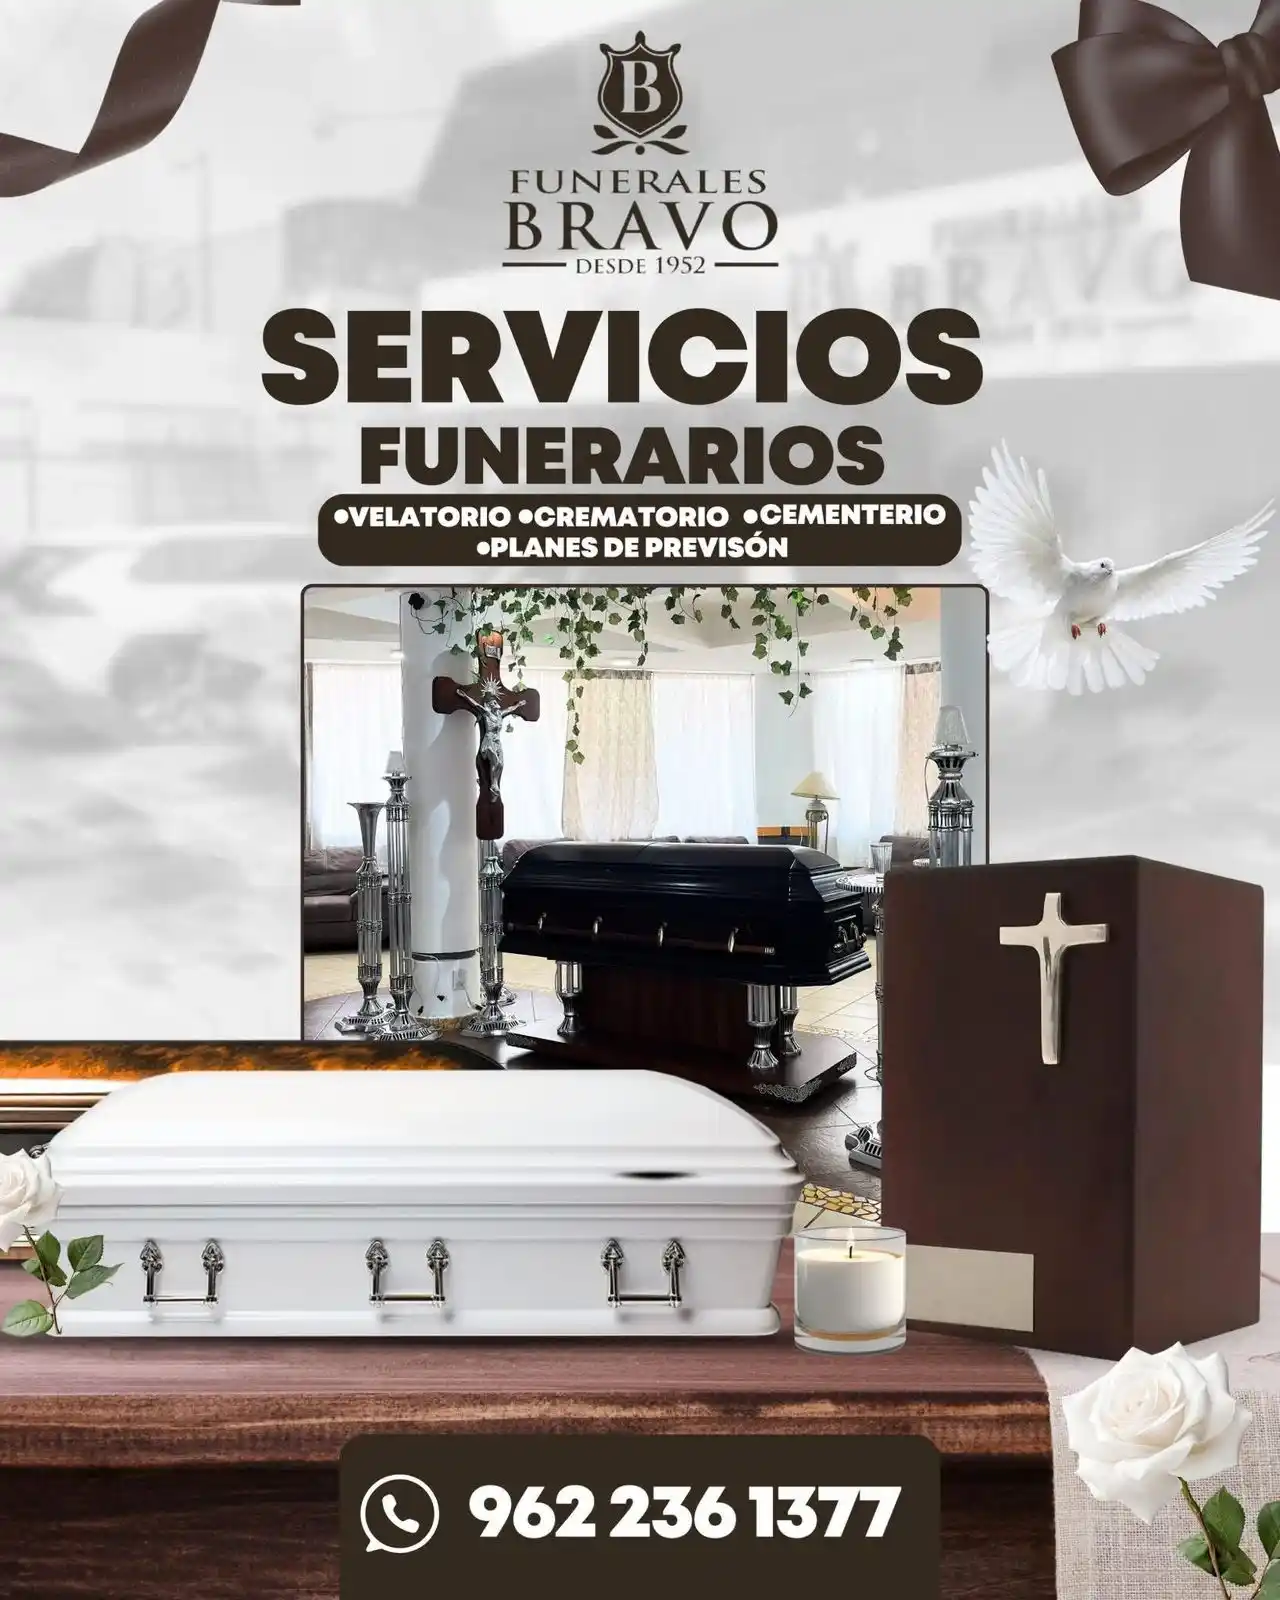 B
FUNERALES
BRAVO
DESDE 1952
SERVICIOS
FUNERARIOS
•VELATORIO •CREMATORIO •CEMENTERIO
•PLANES DE PREVISÓN
962 236 1377